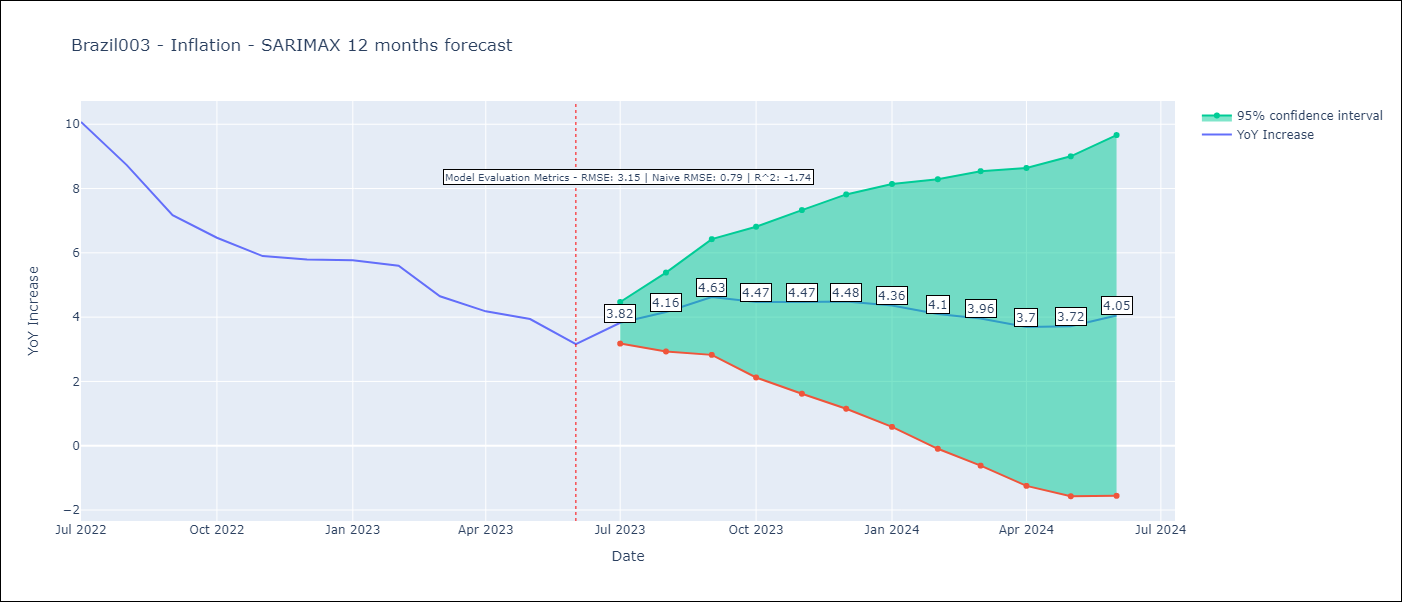 Brazil003 - Inflation - SARIMAX 12 months forecast
95% confidence interval
YoY Increase
Model Evaluation Metrics - RMSE: 3.15 | Naive RMSE: 0.79 | R^2: -1.74
YoY Increase
10
8
6
4
2
0
−2
3.82
4.16
4.63
4.47
4.47
4.48
4.36
4.1
3.96
3.7
3.72
4.05
Jul 2022
Oct 2022
Jan 2023
Apr 2023
Jul 2023
Oct 2023
Jan 2024
Apr 2024
Jul 2024
Date